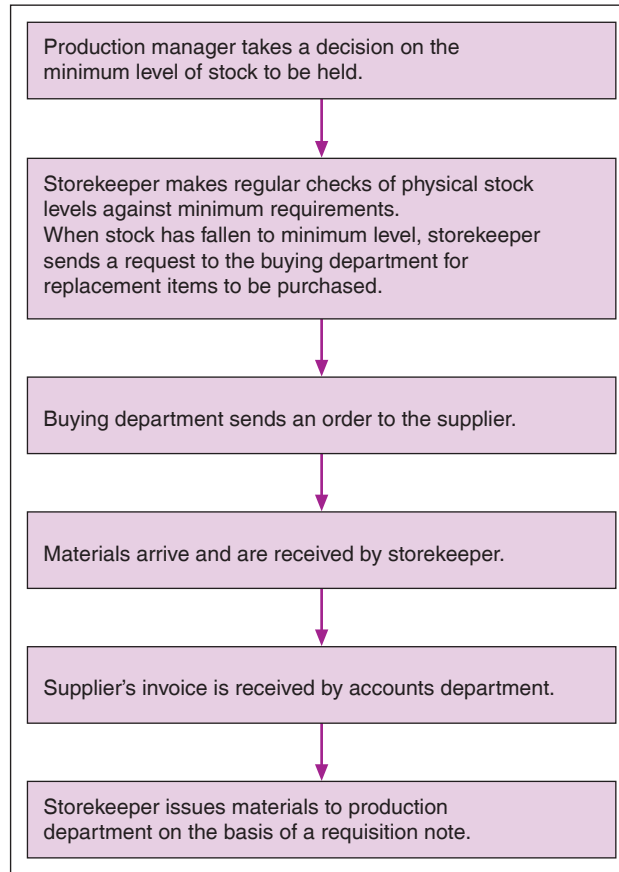 Production manager takes a decision on the
minimum level of stock to be held.
Storekeeper makes regular checks of physical stock
levels against minimum requirements.
When stock has fallen to minimum level, storekeeper
sends a request to the buying department for
replacement items to be purchased.
Buying department sends an order to the supplier.
Materials arrive and are received by storekeeper.
Supplier’s invoice is received by accounts department.
Storekeeper issues materials to production
department on the basis of a requisition note.